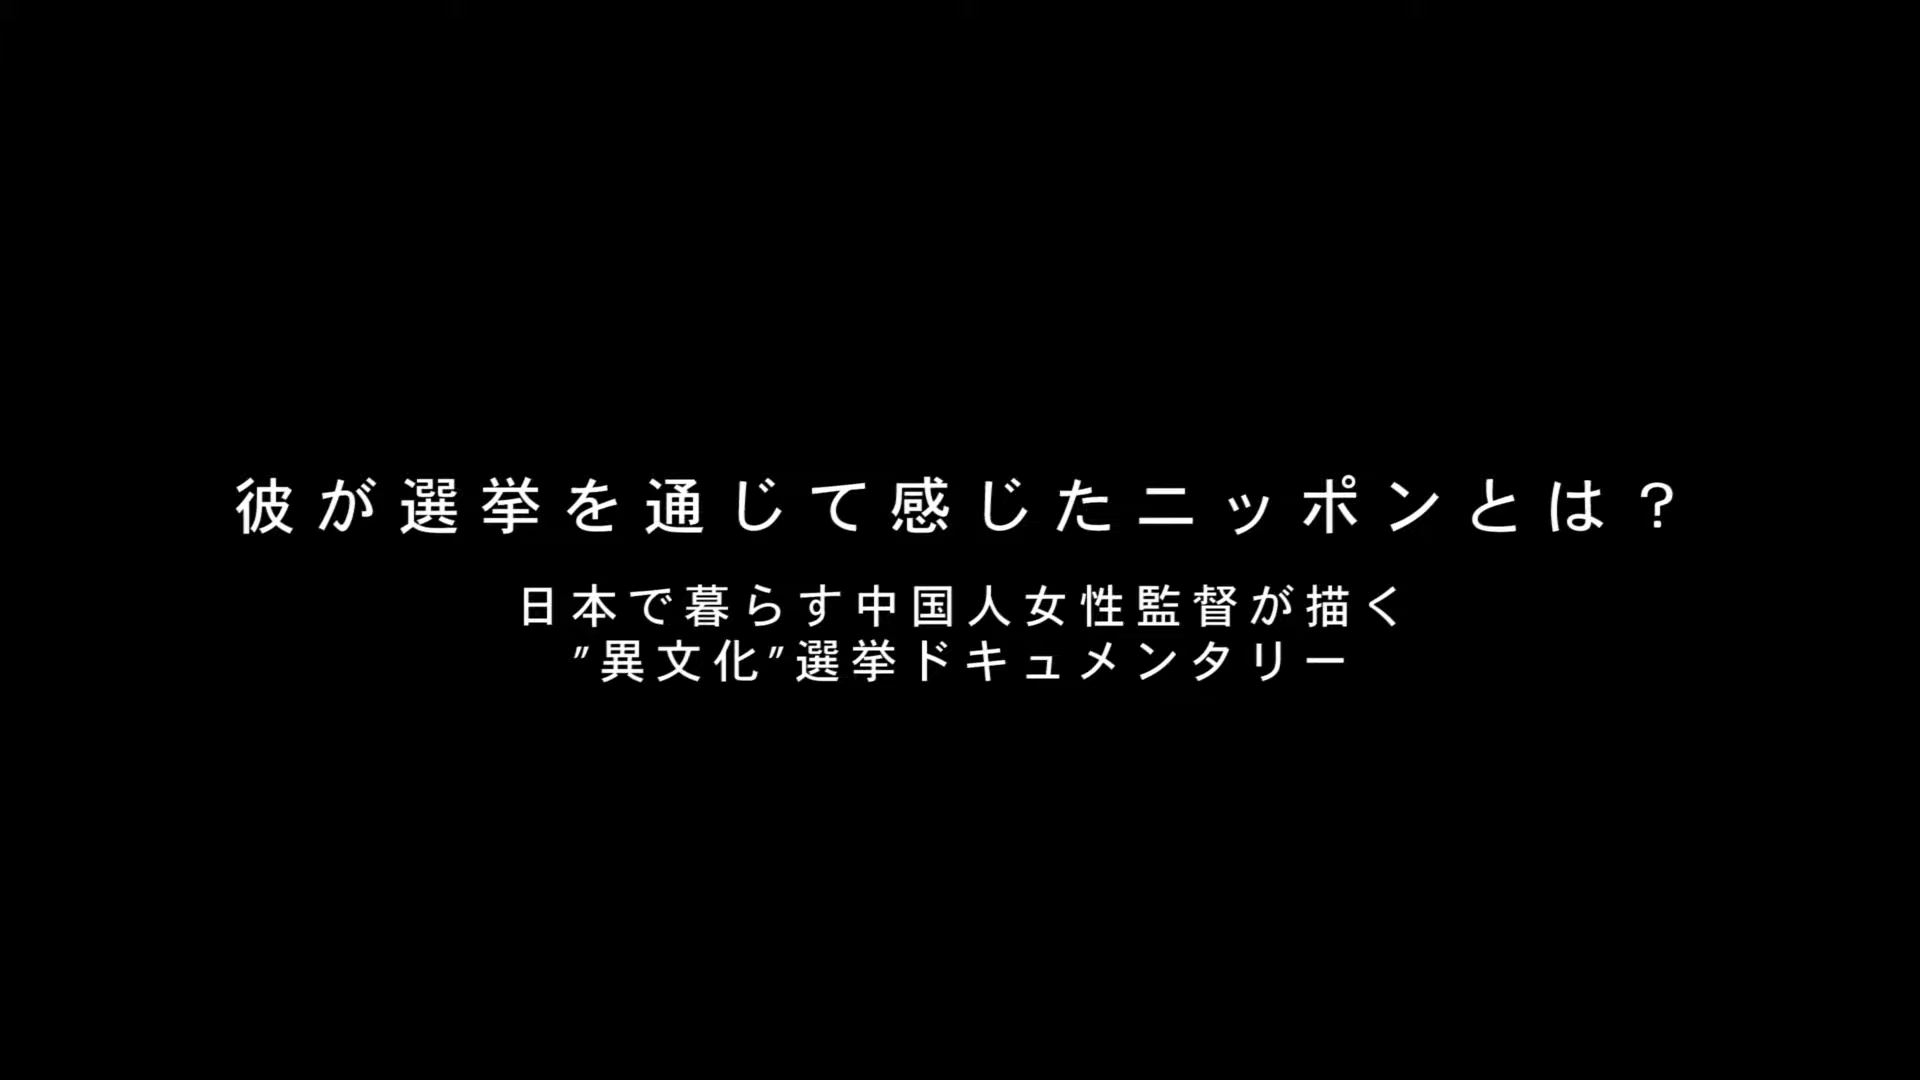 彼が選挙を通じて感じたニッポンとは？
日本で暮らす中国人女性監督が描く
"異文化"選挙ドキュメンタリー